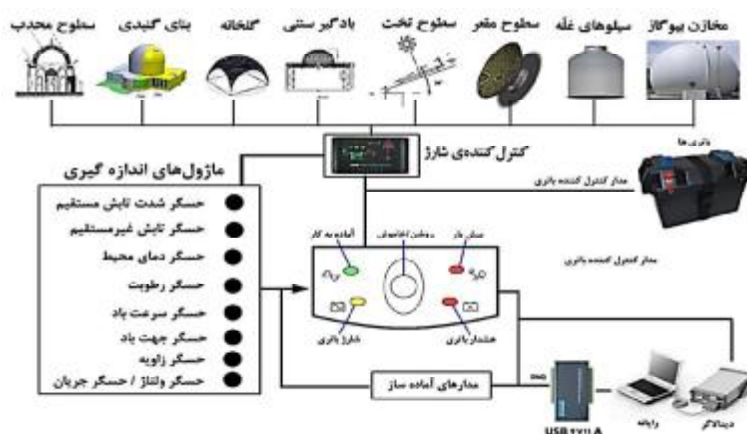 مخازن بیوگاز
سیلوهای غلّه
سطوح مقعر
سطوح تخت
بادگیر سنتی
گلخانه
بنای گنبدی
سطوح محدب
کنترل کننده‌ی شارژ
باتری ها
مدار کنترل کننده باتری
ماژول‌های اندازه گیری
حسگر شدت تابش مستقیم
حسگر تابش غیرمستقیم
حسگر دمای محیط
حسگر رطوبت
حسگر سرعت باد
حسگر جهت باد
حسگر زاویه
حسگر ولتاژ / حسگر جریان
روشن/خاموش
آماده به کار
مدار کنترل کننده باتری
هشدار باتری
شارژ باتری
مدارهای آماده ساز
DAQ
رایانه
دیتالاگر